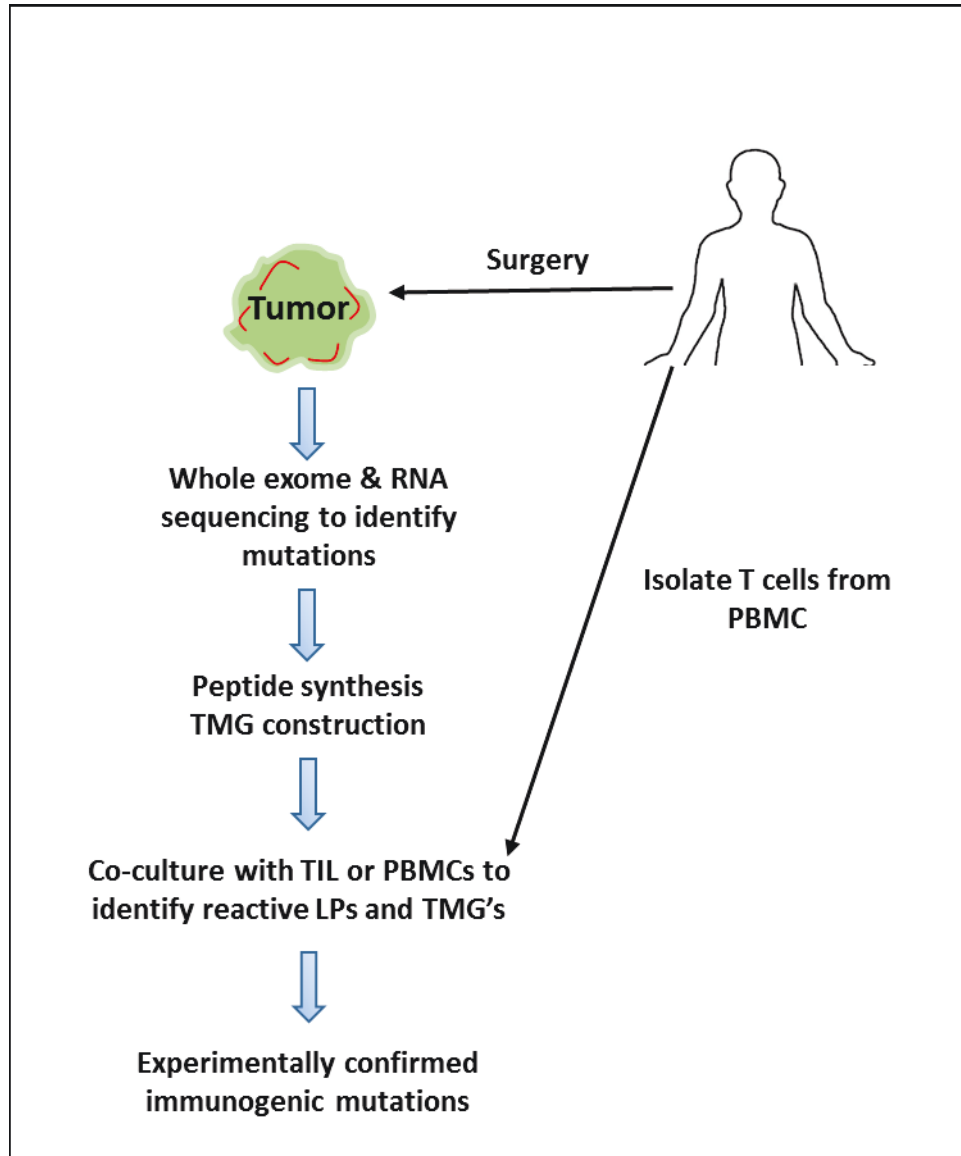 Surgery
Tumor
Whole exome & RNA
sequencing to identify
mutations
Isolate T cells from
PBMC
Peptide synthesis
TMG construction
Co-culture with TIL or PBMCs to
identify reactive LPs and TMG's
Experimentally confirmed
immunogenic mutations